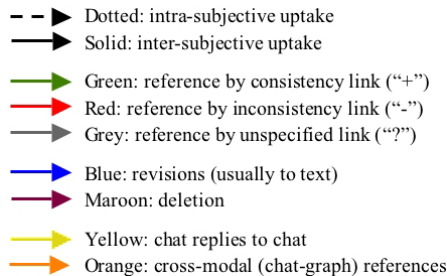 Dotted: intra-subjective uptake
Solid: inter-subjective uptake
Green: reference by consistency link (“+”)
Red: reference by inconsistency link (“-”)
Grey: reference by unspecified link (“?”)
Blue: revisions (usually to text)
Maroon: deletion
Yellow: chat replies to chat
Orange: cross-modal (chat-graph) references